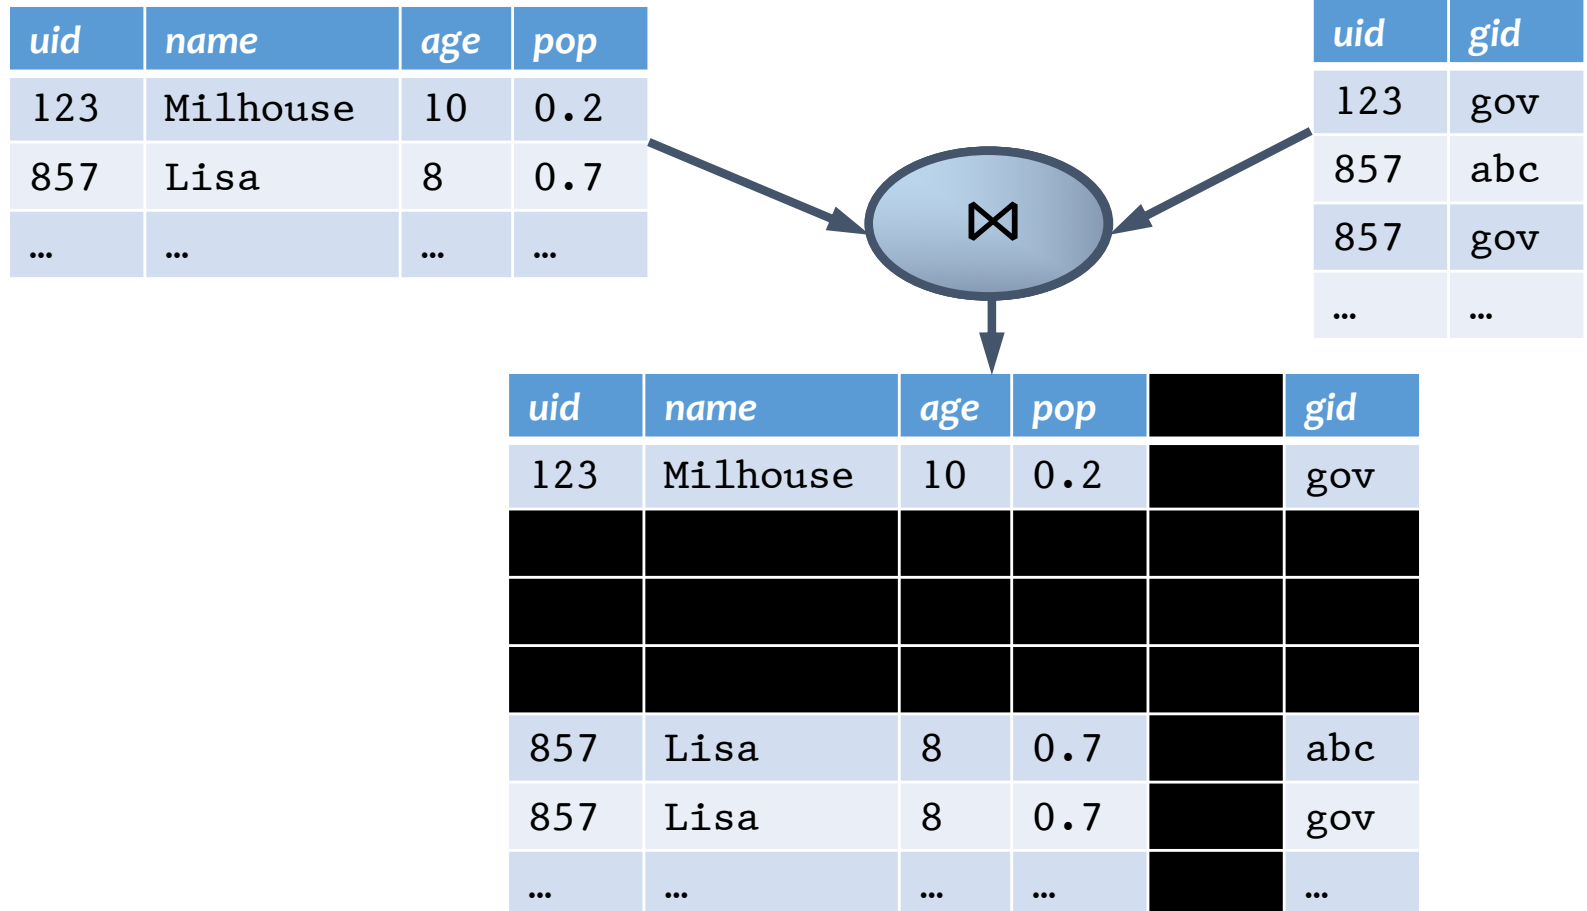 uid name age pop
123 Milhouse 10 0.2
857 Lisa 8 0.7
… … … …
uid gid
123 gov
857 abc
857 gov
… …
⋈
uid name age pop gid
123 Milhouse 10 0.2 gov
857 Lisa 8 0.7 abc
857 Lisa 8 0.7 gov
… … … … …